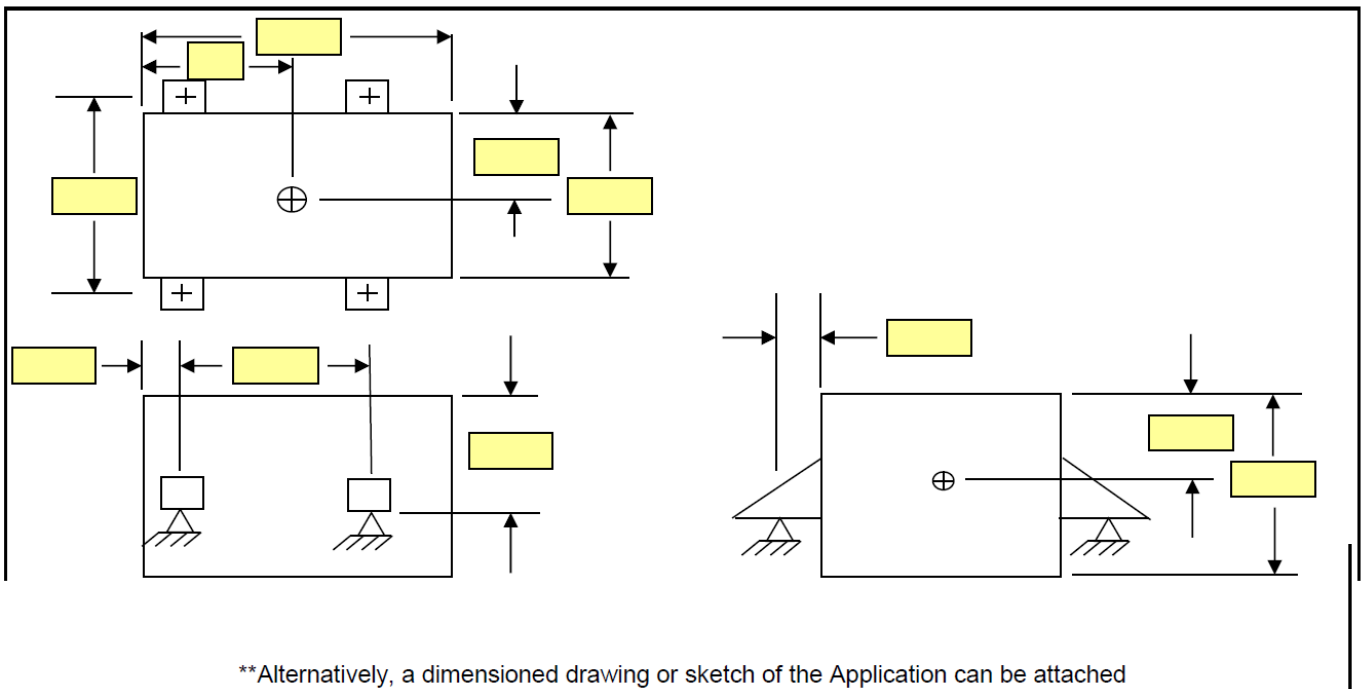 **Alternatively, a dimensioned drawing or sketch of the Application can be attached